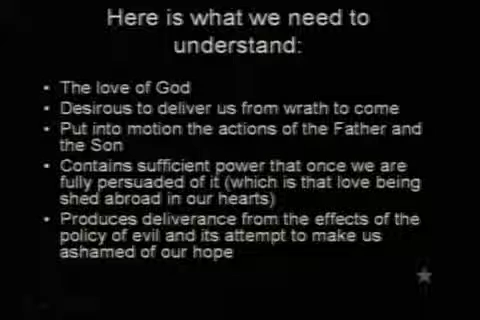 Here is what we need to
understand:
• The love of God
• Desirous to deliver us from wrath to come
• Put into motion the actions of the Father and
the Son
• Contains sufficient power that once we are
fully persuaded of it (which is that love being
shed abroad in our hearts)
• Produces deliverance from the effects of the
policy of evil and its attempt to make us
ashamed of our hope